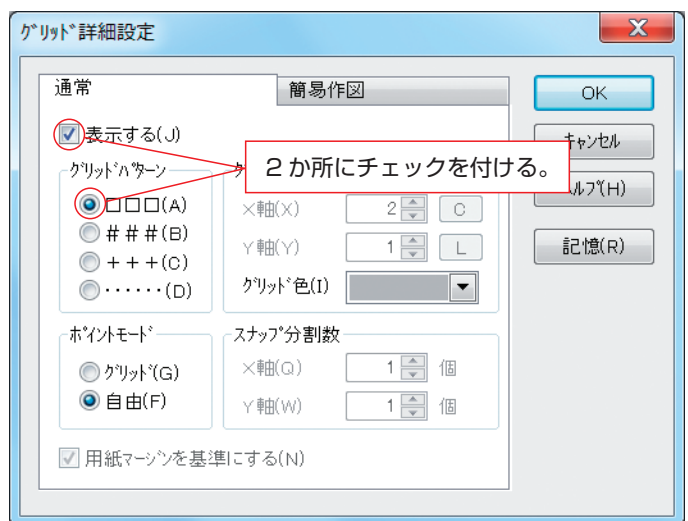 グリッド詳細設定
X
通常
簡易作図
OK
表示する(J)
キャンセル
2か所にチェックを付ける。
グリッドパターン
ヘルプ(H)
□□□(A)
X軸(X)
2
C
###(B)
Y軸(Y)
1
L
記憶(R)
+++(C)
グリッド色(I)
······(D)
ポイントモード
スナップ分割数
グリッド(G)
X軸(Q)
1
個
自由(F)
Y軸(W)
1
個
用紙マージンを基準にする(N)